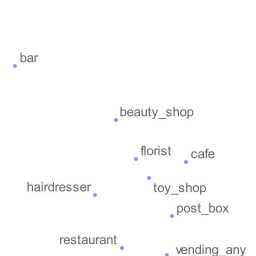 bar
beauty_shop
florist
cafe
hairdresser
toy_shop
post_box
restaurant
vending_any